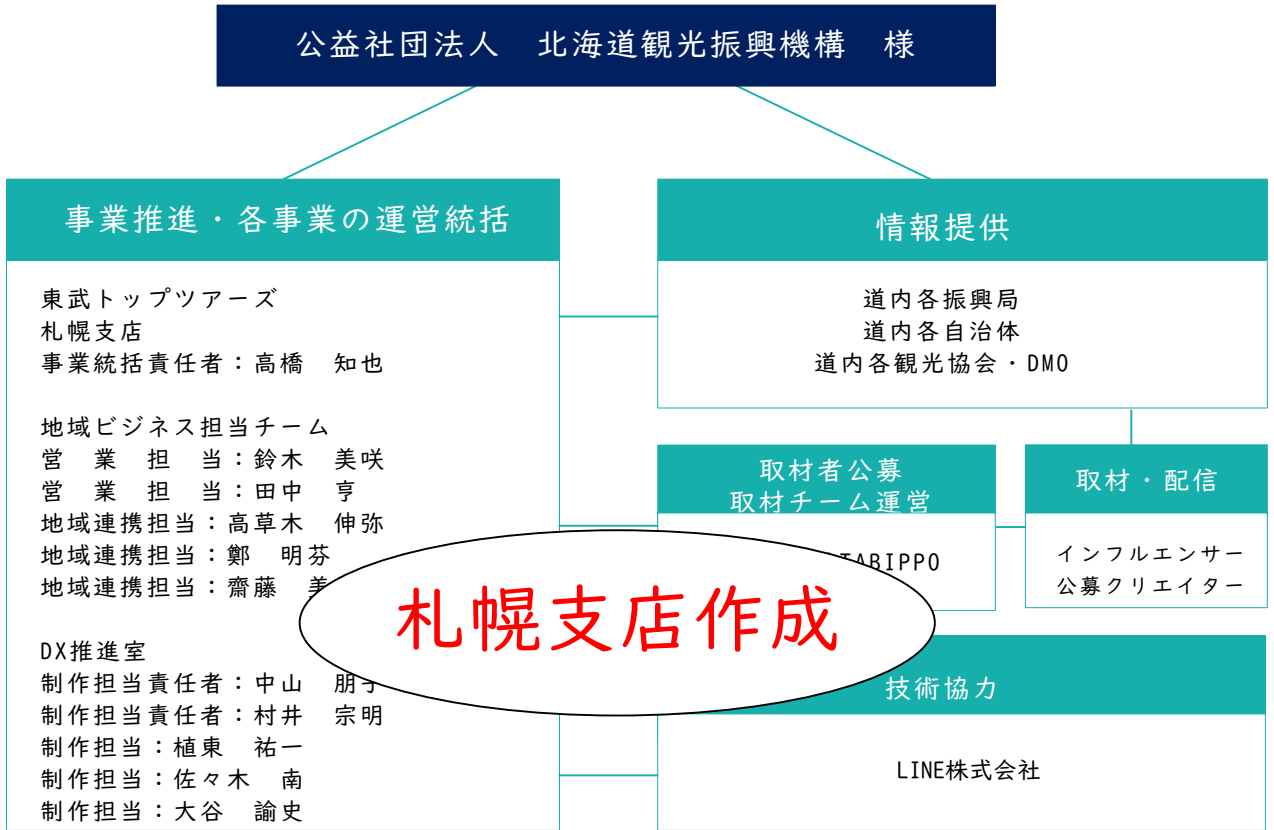 公益社団法人　北海道観光振興機構　様
事業推進・各事業の運営統括
東武トップツアーズ
札幌支店
事業統括責任者：高橋　知也
地域ビジネス担当チーム
営　業　担　当：鈴木　美咲
営　業　担　当：田中　亨
地域連携担当：高草木　伸弥
地域連携担当：鄭　明芬
地域連携担当：齋藤　美
DX推進室
制作担当責任者：中山　朋子
制作担当責任者：村井　宗明
制作担当：植東　祐一
制作担当：佐々木　南
制作担当：大谷　諭史
情報提供
道内各振興局
道内各自治体
道内各観光協会・DMO
取材者公募
取材チーム運営
TABIPPO
取材・配信
インフルエンサー
公募クリエイター
札幌支店作成
技術協力
LINE株式会社